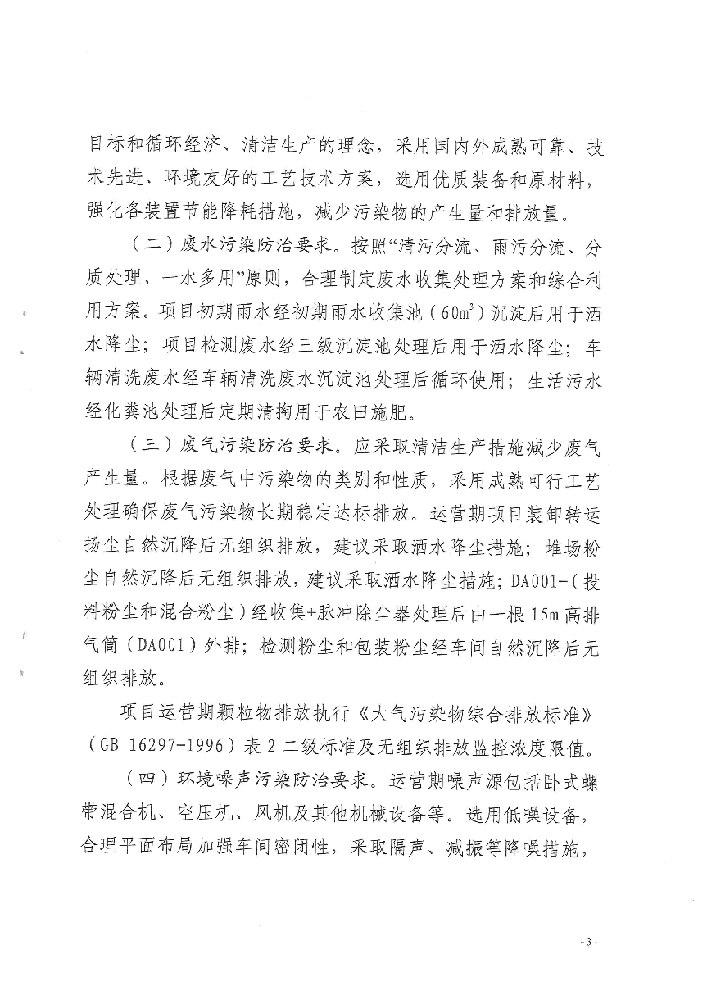 目标和循环经济、清洁生产的理念，采用国内外成熟可靠、技
术先进、环境友好的工艺技术方案，选用优质装备和原材料，
强化各装置节能降耗措施，减少污染物的产生量和排放量。
（二）废水污染防治要求。按照“清污分流、雨污分流、分
质处理、一水多用”原则，合理制定废水收集处理方案和综合利
用方案。项目初期雨水经初期雨水收集池（60m³）沉淀后用于洒
水降尘；项目检测废水经三级沉淀池处理后用于洒水降尘；车
辆清洗废水经车辆清洗废水沉淀池处理后循环使用；生活污水
经化粪池处理后定期清掏用于农田施肥。
（三）废气污染防治要求。应采取清洁生产措施减少废气
产生量。根据废气中污染物的类别和性质，采用成熟可行工艺
处理确保废气污染物长期稳定达标排放。运营期项目装卸转运
扬尘自然沉降后无组织排放，建议采取洒水降尘措施；堆场粉
尘自然沉降后无组织排放，建议采取洒水降尘措施；DA001-（投
料粉尘和混合粉尘）经收集+脉冲除尘器处理后由一根 15m 高排
气筒（DA001）外排；检测粉尘和包装粉尘经车间自然沉降后无
组织排放。
项目运营期颗粒物排放执行《大气污染物综合排放标准》
（GB 16297-1996）表 2 二级标准及无组织排放监控浓度限值。
（四）环境噪声污染防治要求。运营期噪声源包括卧式螺
带混合机、空压机、风机及其他机械设备等。选用低噪设备，
合理平面布局加强车间密闭性，采取隔声、减振等降噪措施，
-3-